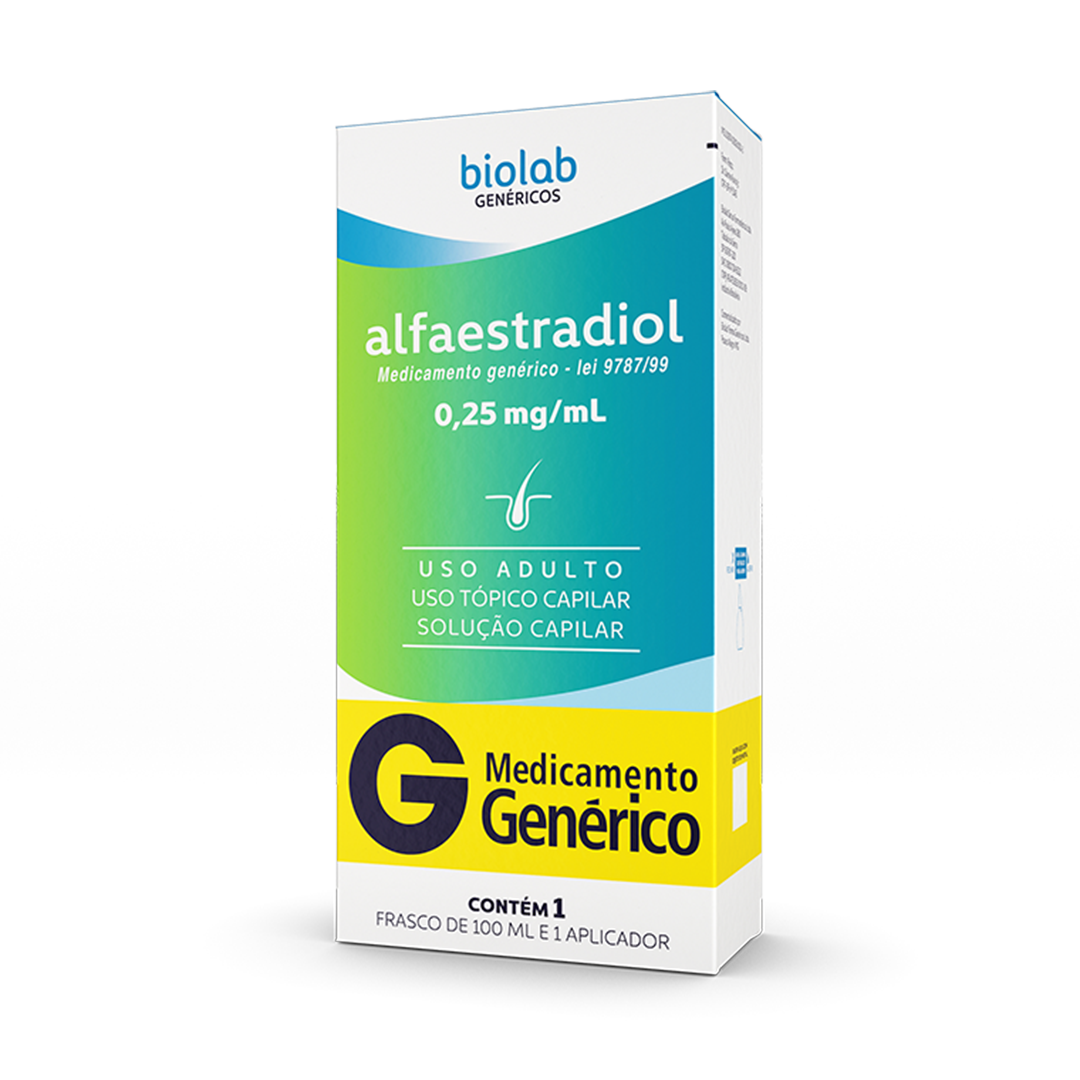 biolab
GENÉRICOS
alfaestradiol
Medicamento genérico - lei 9787/99
0,25 mg/mL
USO ADULTO
USO TÓPICO CAPILAR
SOLUÇÃO CAPILAR
G
Medicamento
Genérico
CONTÉM 1
FRASCO DE 100 ML E 1 APLICADOR